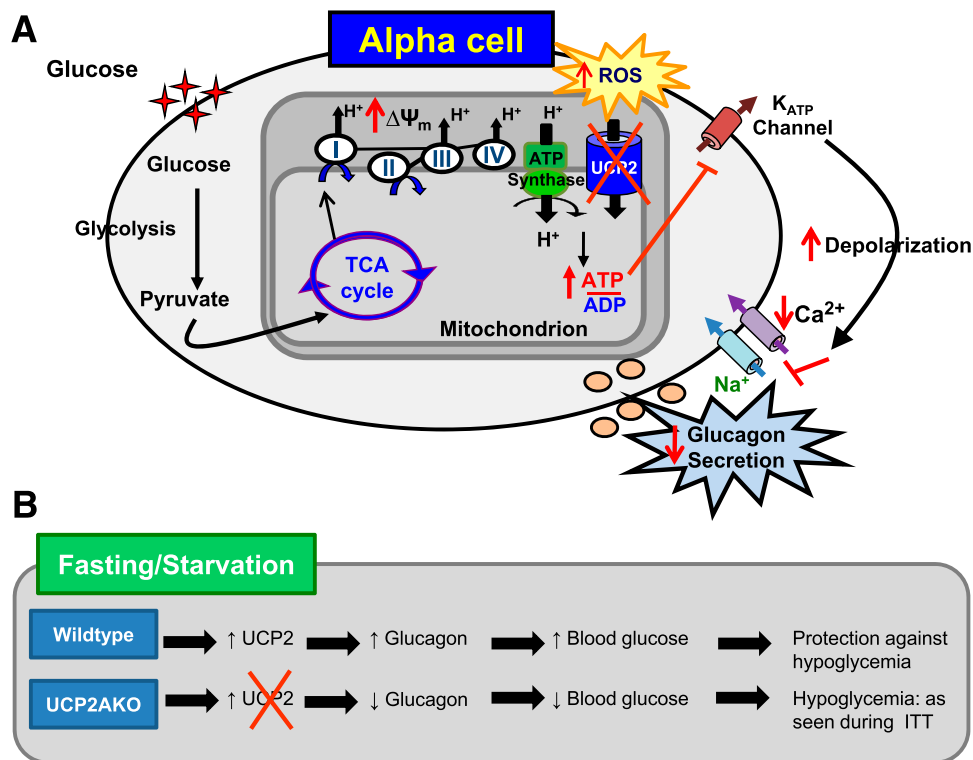 A
Alpha cell
Glucose
↑ ROS
H⁺
↑ ΔΨm
H⁺
H⁺
H⁺
KATP
Channel
I
II
III
IV
ATP
Synthase
UCP2
Glucose
Glycolysis
Pyruvate
TCA
cycle
H⁺
↑ ATP
ADP
Mitochondrion
↑ Depolarization
↓ Ca²⁺
Na⁺
↓ Glucagon
Secretion
B
Fasting/Starvation
Wildtype
↑ UCP2
↑ Glucagon
↑ Blood glucose
Protection against
hypoglycemia
UCP2AKO
↑ UCP2
↓ Glucagon
↓ Blood glucose
Hypoglycemia: as
seen during ITT